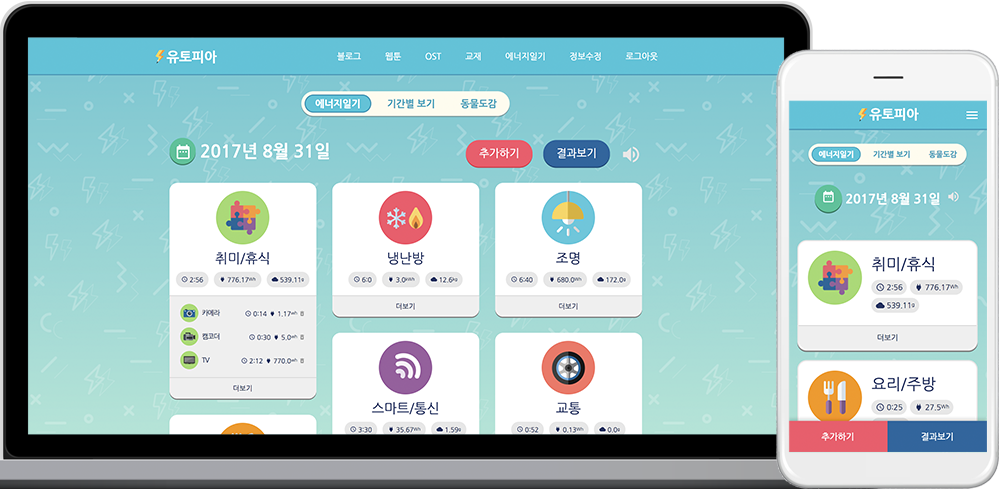 유토피아 블로그 웹툰 OST 교재 에너지일기 정보수정 로그아웃
에너지일기 기간별 보기 동물도감
2017년 8월 31일 추가하기 결과보기
취미/휴식
2:56 776.17Wh 539.11g
카메라 0:14 1.17Wh
캠코더 0:30 5.0Wh
TV 2:12 770.0Wh
더보기
냉난방
6:0 3.0kWh 12.6kg
더보기
조명
6:40 680.0Wh 172.0g
더보기
스마트/통신
3:30 35.67Wh 1.59g
교통
0:52 0.13Wh 0.0g
유토피아
에너지일기 기간별 보기 동물도감
2017년 8월 31일
취미/휴식
2:56 776.17Wh
539.11g
더보기
요리/주방
0:25 27.5Wh
추가하기 결과보기